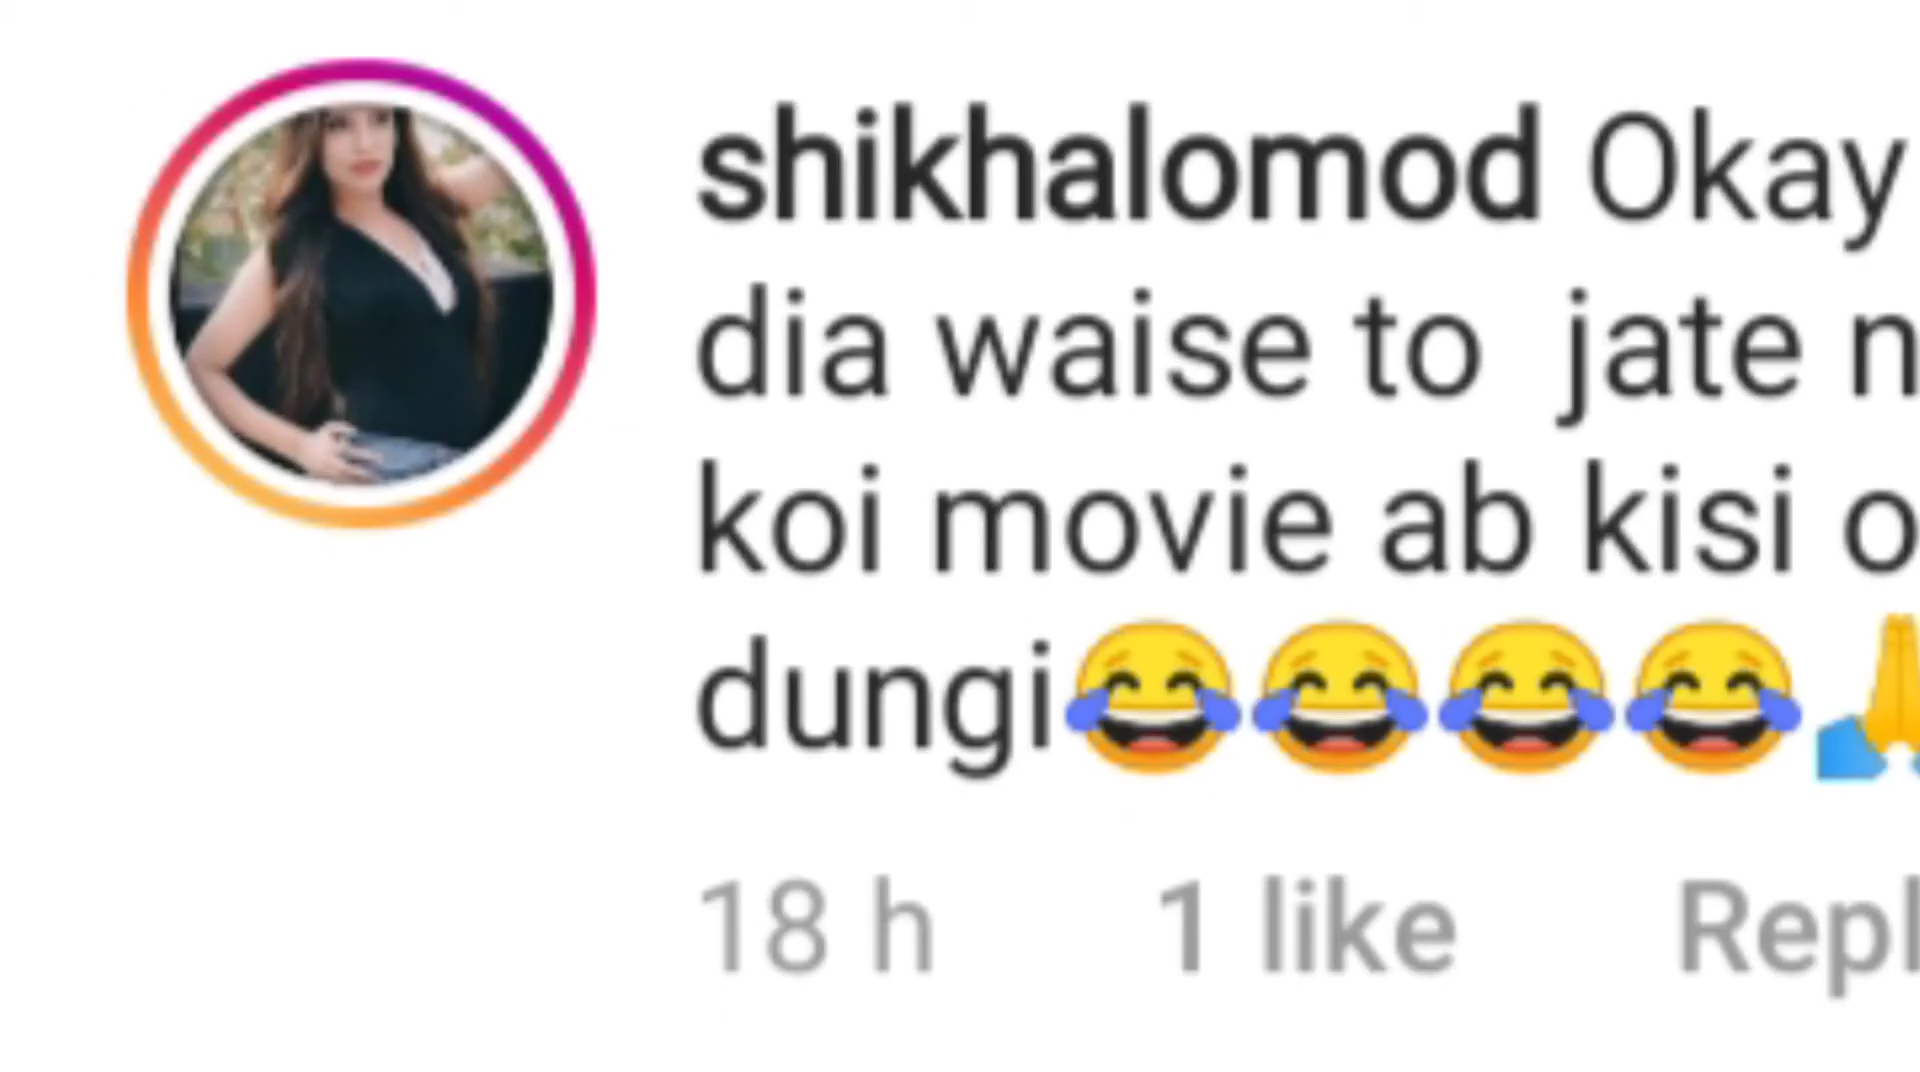 shikhalomod Okay
dia waise to jate
koi movie ab kisi
dungi😂😂😂😂🙏
18 h 1 like